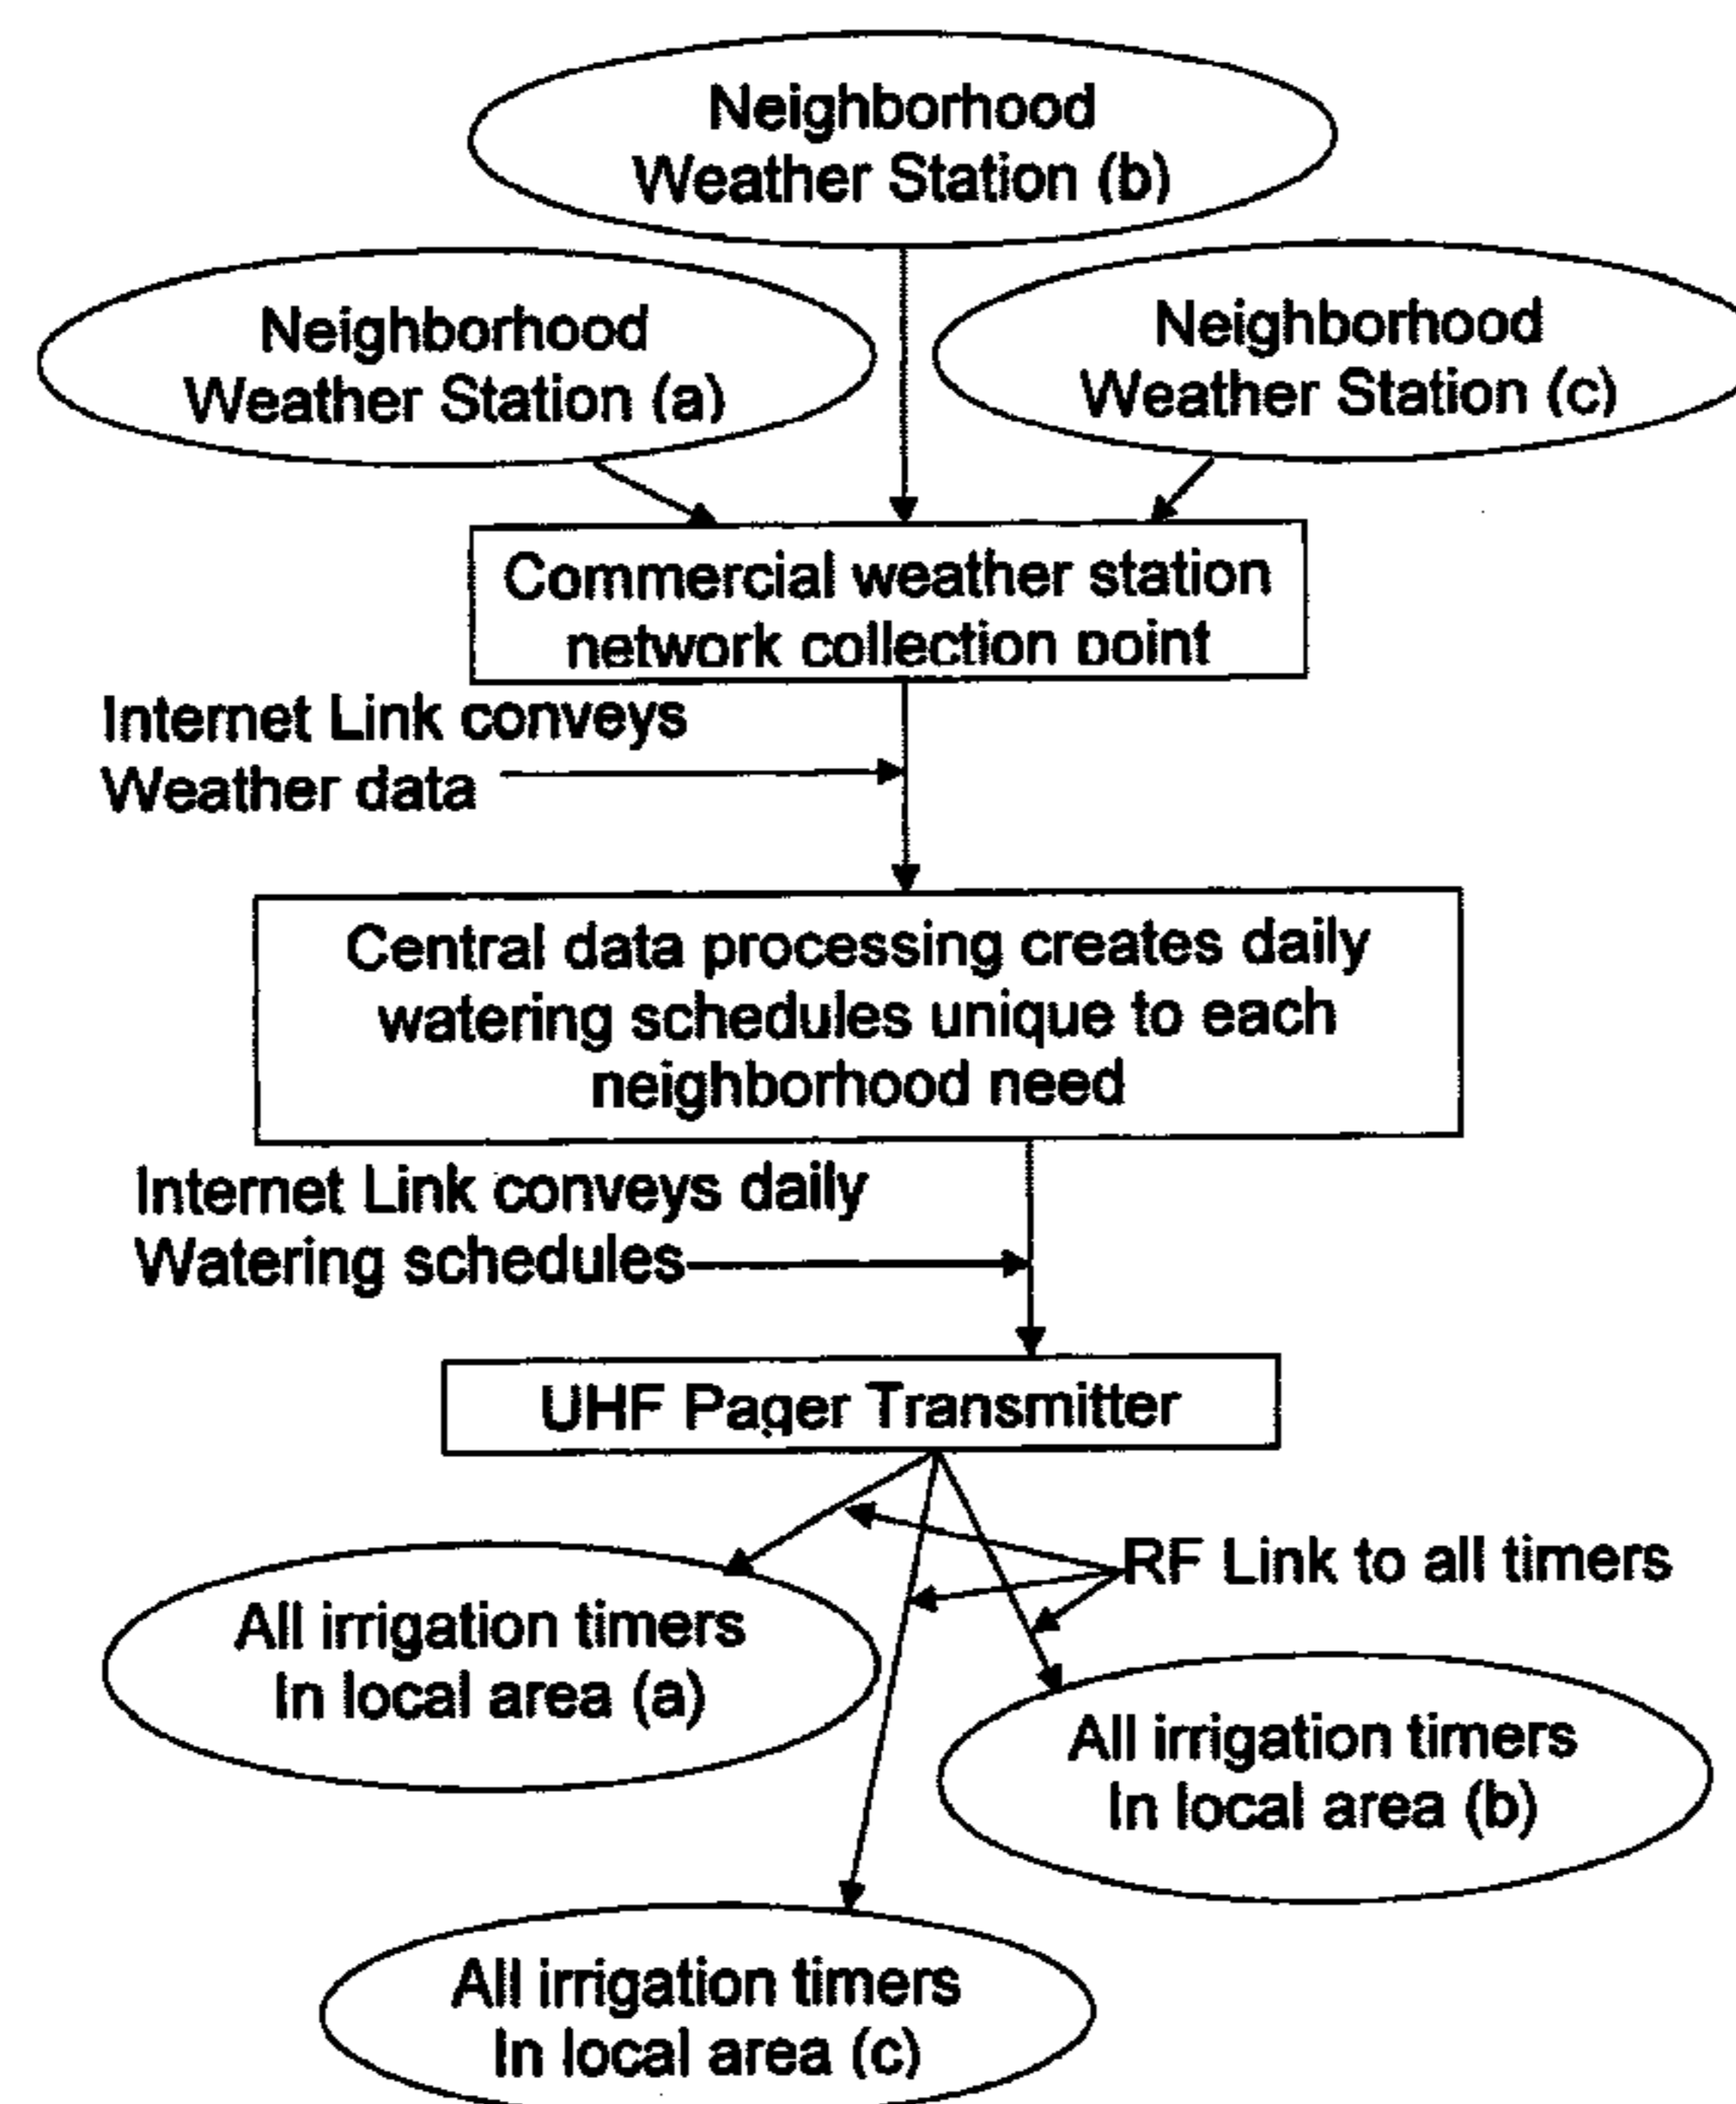 Neighborhood
Weather Station (b)
Neighborhood
Weather Station (a)
Neighborhood
Weather Station (c)
Commercial weather station
network collection point
Internet Link conveys
Weather data
Central data processing creates daily
watering schedules unique to each
neighborhood need
Internet Link conveys daily
Watering schedules
UHF Pager Transmitter
RF Link to all timers
All irrigation timers
In local area (a)
All irrigation timers
In local area (b)
All irrigation timers
In local area (c)